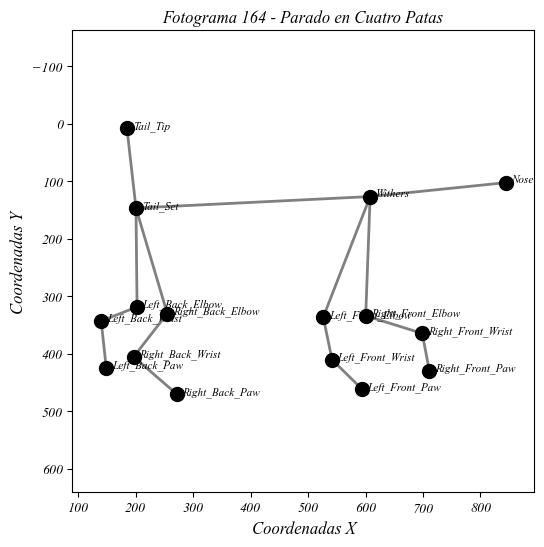 Fotograma 164 - Parado en Cuatro Patas
−100
0
100
200
300
400
500
600
Coordenadas Y
Tail_Tip
Nose
Withers
Tail_Set
Left_Back_Elbow
Right_Back_Elbow
Left_Back_Wrist
Right_Back_Wrist
Left_Back_Paw
Right_Back_Paw
Left_Front_Elbow
Right_Front_Elbow
Right_Front_Wrist
Left_Front_Wrist
Right_Front_Paw
Left_Front_Paw
100 200 300 400 500 600 700 800
Coordenadas X